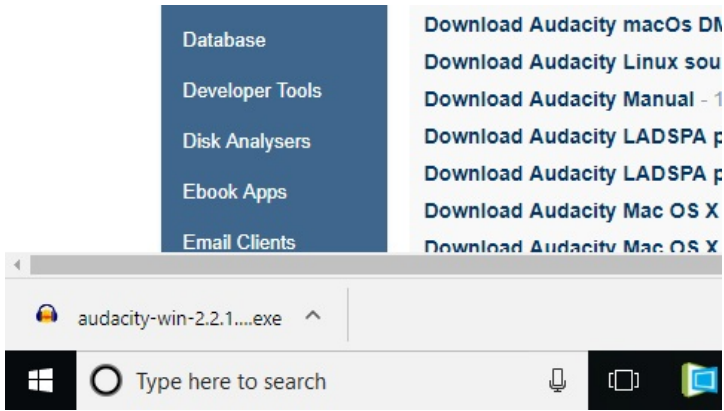 Database
Developer Tools
Disk Analysers
Ebook Apps
Email Clients
Download Audacity macOs
Download Audacity Linux
Download Audacity Manual - 1
Download Audacity LADSPA
Download Audacity LADSPA
Download Audacity Mac OS X
Download Audacity Mac OS X
audacity-win-2.2.1....exe
Type here to search